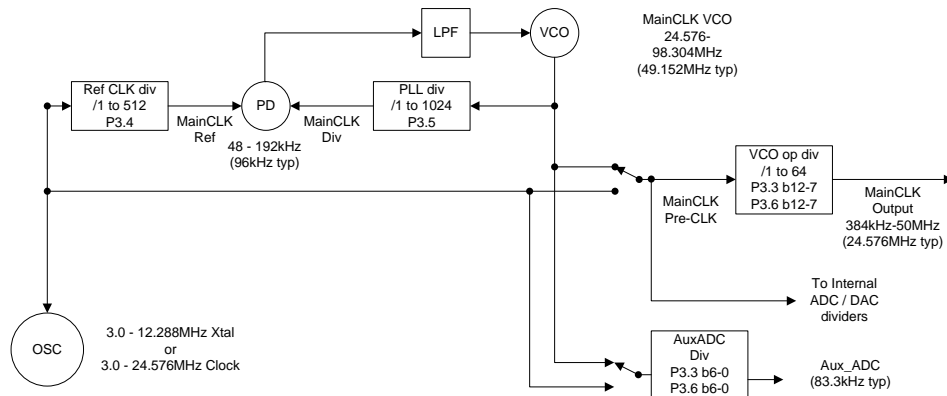 LPF
VCO
MainCLK VCO
24.576-
98.304MHz
(49.152MHz typ)
Ref CLK div
/1 to 512
P3.4
MainCLK
Ref
PD
48 - 192kHz
(96kHz typ)
MainCLK
Div
PLL div
/1 to 1024
P3.5
MainCLK
Pre-CLK
VCO op div
/1 to 64
P3.3 b12-7
P3.6 b12-7
MainCLK
Output
384kHz-50MHz
(24.576MHz typ)
To Internal
ADC / DAC
dividers
OSC
3.0 - 12.288MHz Xtal
or
3.0 - 24.576MHz Clock
AuxADC
Div
P3.3 b6-0
P3.6 b6-0
Aux_ADC
(83.3kHz typ)